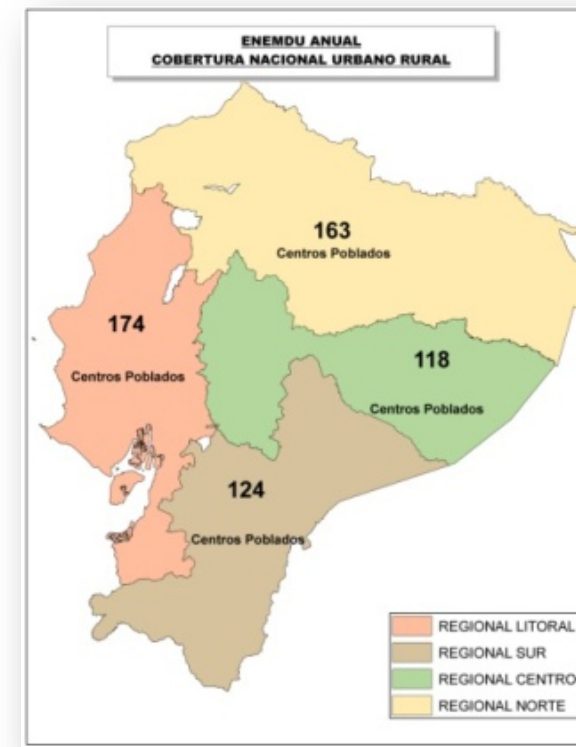 ENEMDU ANUAL
COBERTURA NACIONAL URBANO RURAL
163
Centros Poblados
174
Centros Poblados
118
Centros Poblados
124
Centros Poblados
REGIONAL LITORAL
REGIONAL SUR
REGIONAL CENTRO
REGIONAL NORTE